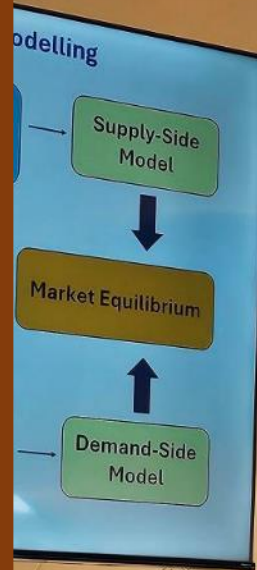 odelling
Supply-Side
Model
Market Equilibrium
Demand-Side
Model